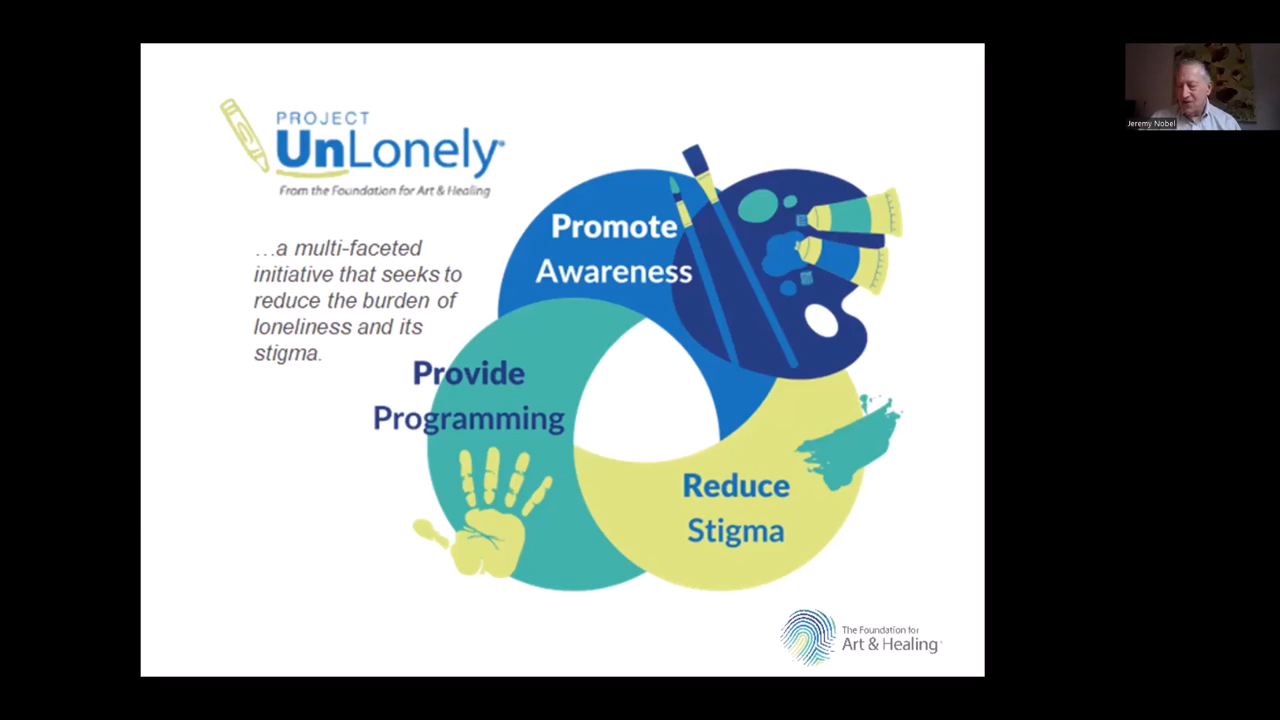 PROJECT
UnLonely®
From the Foundation for Art & Healing
...a multi-faceted
initiative that seeks to
reduce the burden of
loneliness and its
stigma.
Promote
Awareness
Provide
Programming
Reduce
Stigma
The Foundation for
Art & Healing
Jeremy Nobel